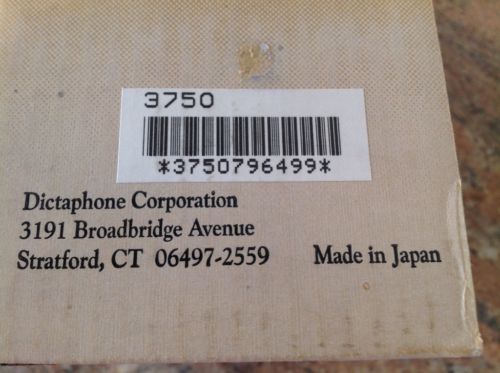 3750
*3750796499*
Dictaphone Corporation
3191 Broadbridge Avenue
Stratford, CT 06497-2559 Made in Japan